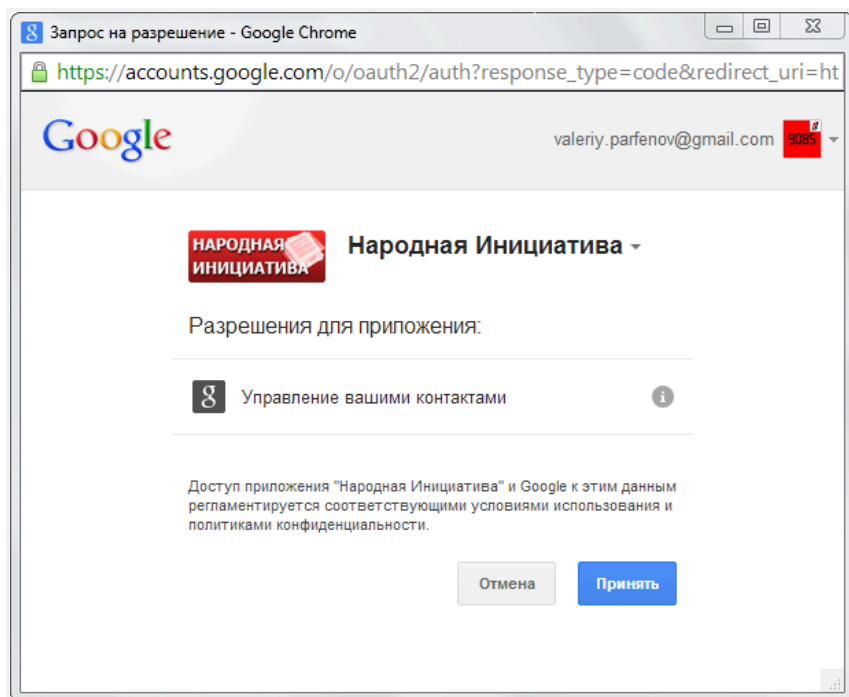 Запрос на разрешение - Google Chrome
https://accounts.google.com/o/oauth2/auth?response_type=code&redirect_uri=ht
Google
valeriy.parfenov@gmail.com
9085
НАРОДНАЯ
ИНИЦИАТИВА
Народная Инициатива
Разрешения для приложения:
Управление вашими контактами
Доступ приложения "Народная Инициатива" и Google к этим данным
регламентируется соответствующими условиями использования и
политиками конфиденциальности.
Отмена
Принять